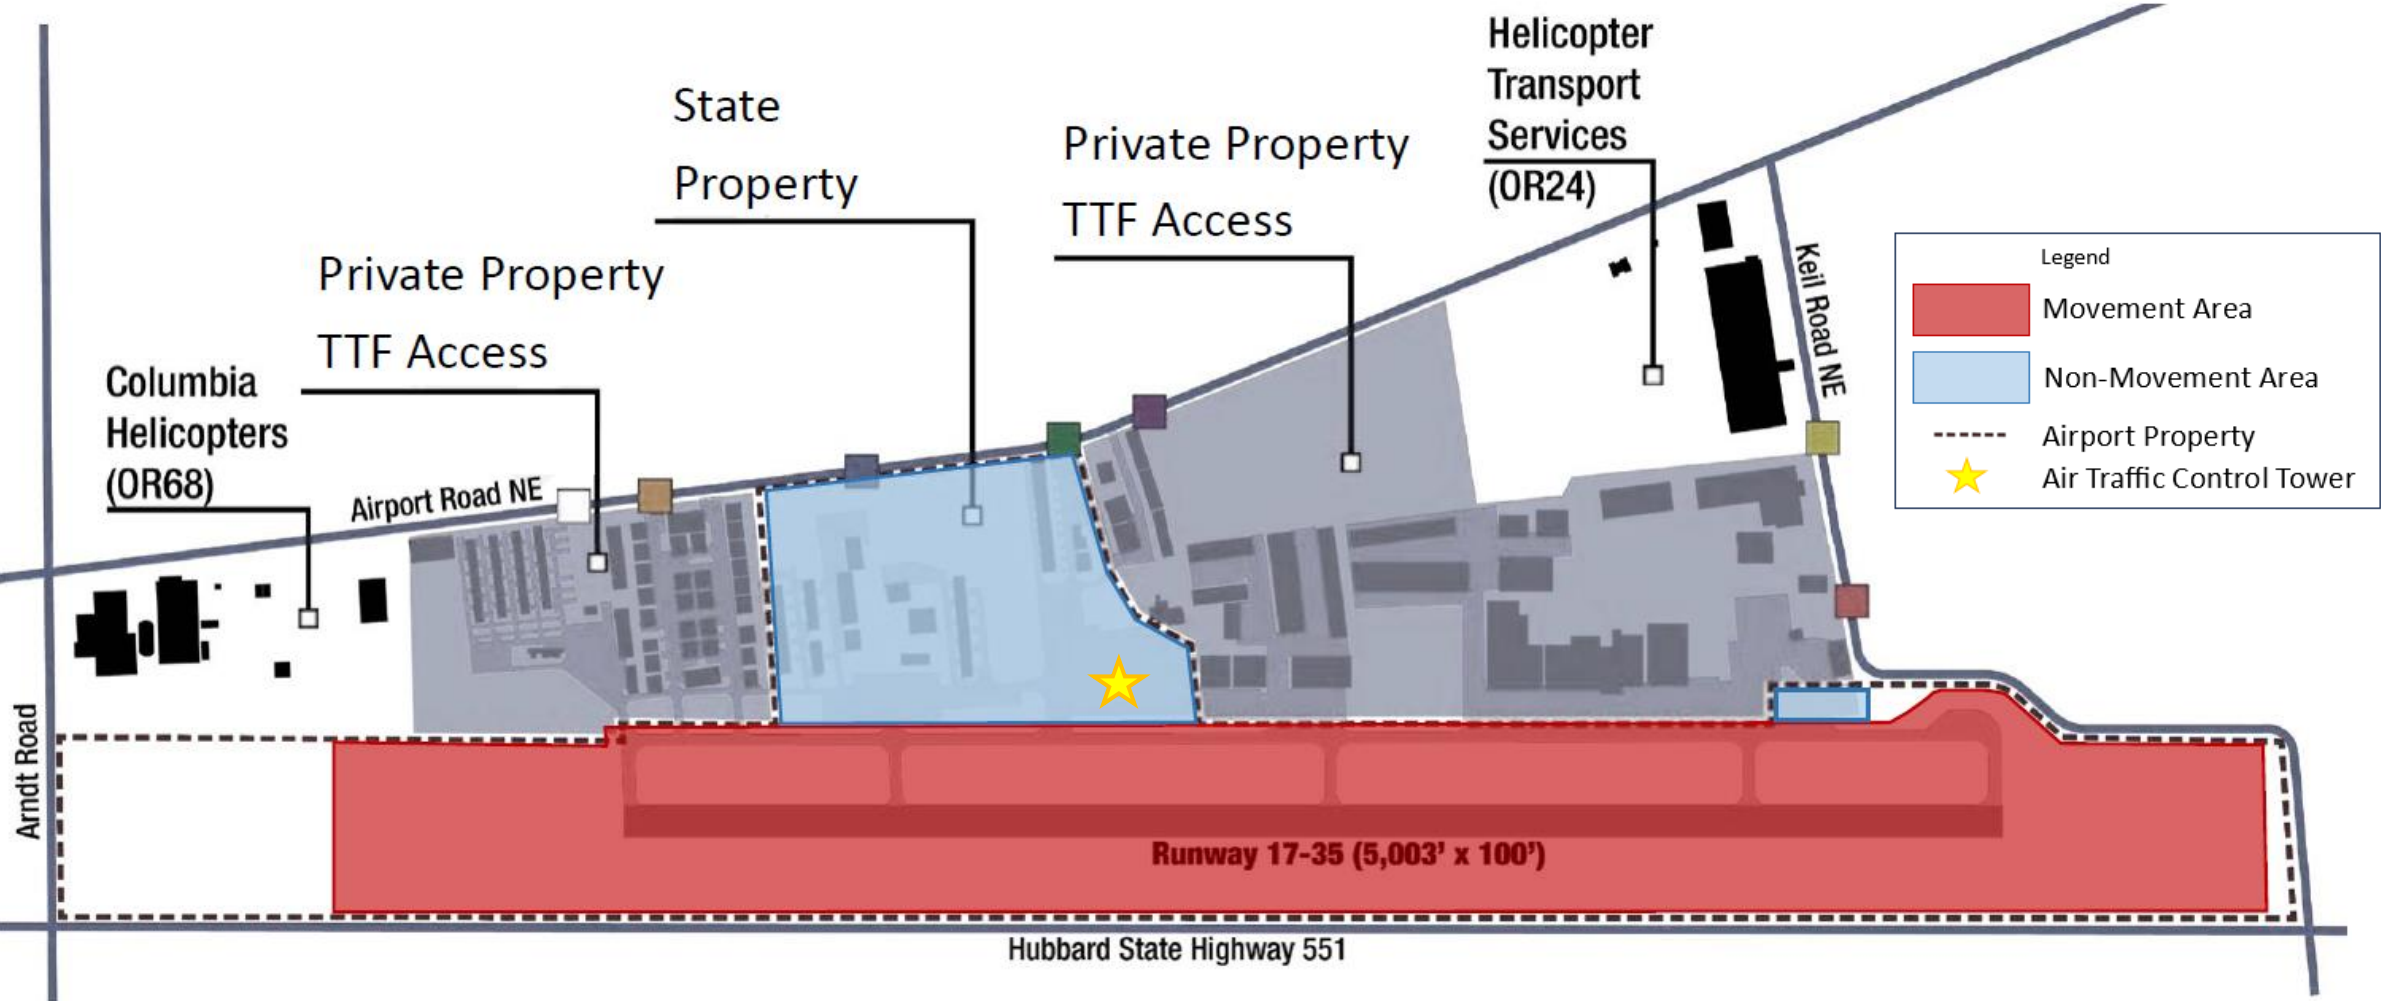 Helicopter
Transport
Services
(OR24)
State
Property
Private Property
TTF Access
Private Property
TTF Access
Columbia
Helicopters
(OR68)
Airport Road NE
Keil Road NE
Legend
Movement Area
Non-Movement Area
Airport Property
Air Traffic Control Tower
Arndt Road
Runway 17-35 (5,003' x 100')
Hubbard State Highway 551